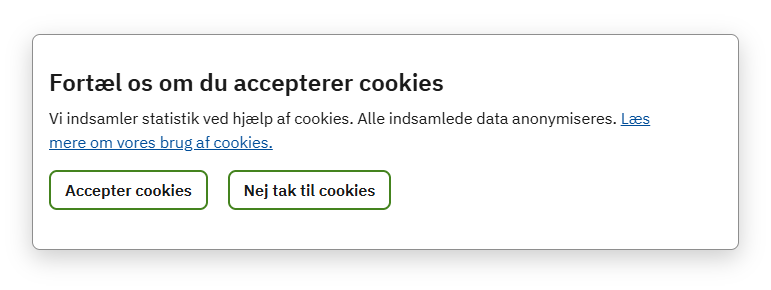 Fortæl os om du accepterer cookies
Vi indsamler statistik ved hjælp af cookies. Alle indsamlede data anonymiseres. Læs
mere om vores brug af cookies.
Accepter cookies
Nej tak til cookies